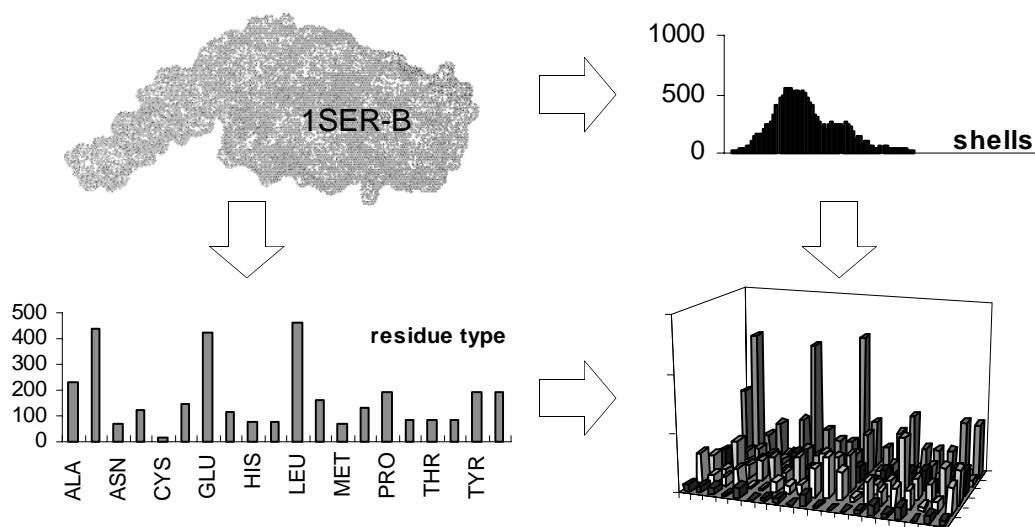 1SER-B
1000
500
0
shells
500
400
300
200
100
0
residue type
ALA
ASN
CYS
GLU
HIS
LEU
MET
PRO
THR
TYR